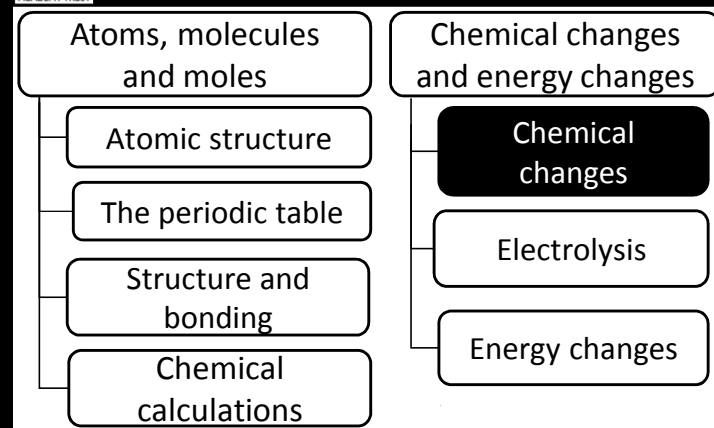 Atoms, molecules
and moles
Atomic structure
The periodic table
Structure and
bonding
Chemical
calculations
Chemical changes
and energy changes
Chemical
changes
Electrolysis
Energy changes